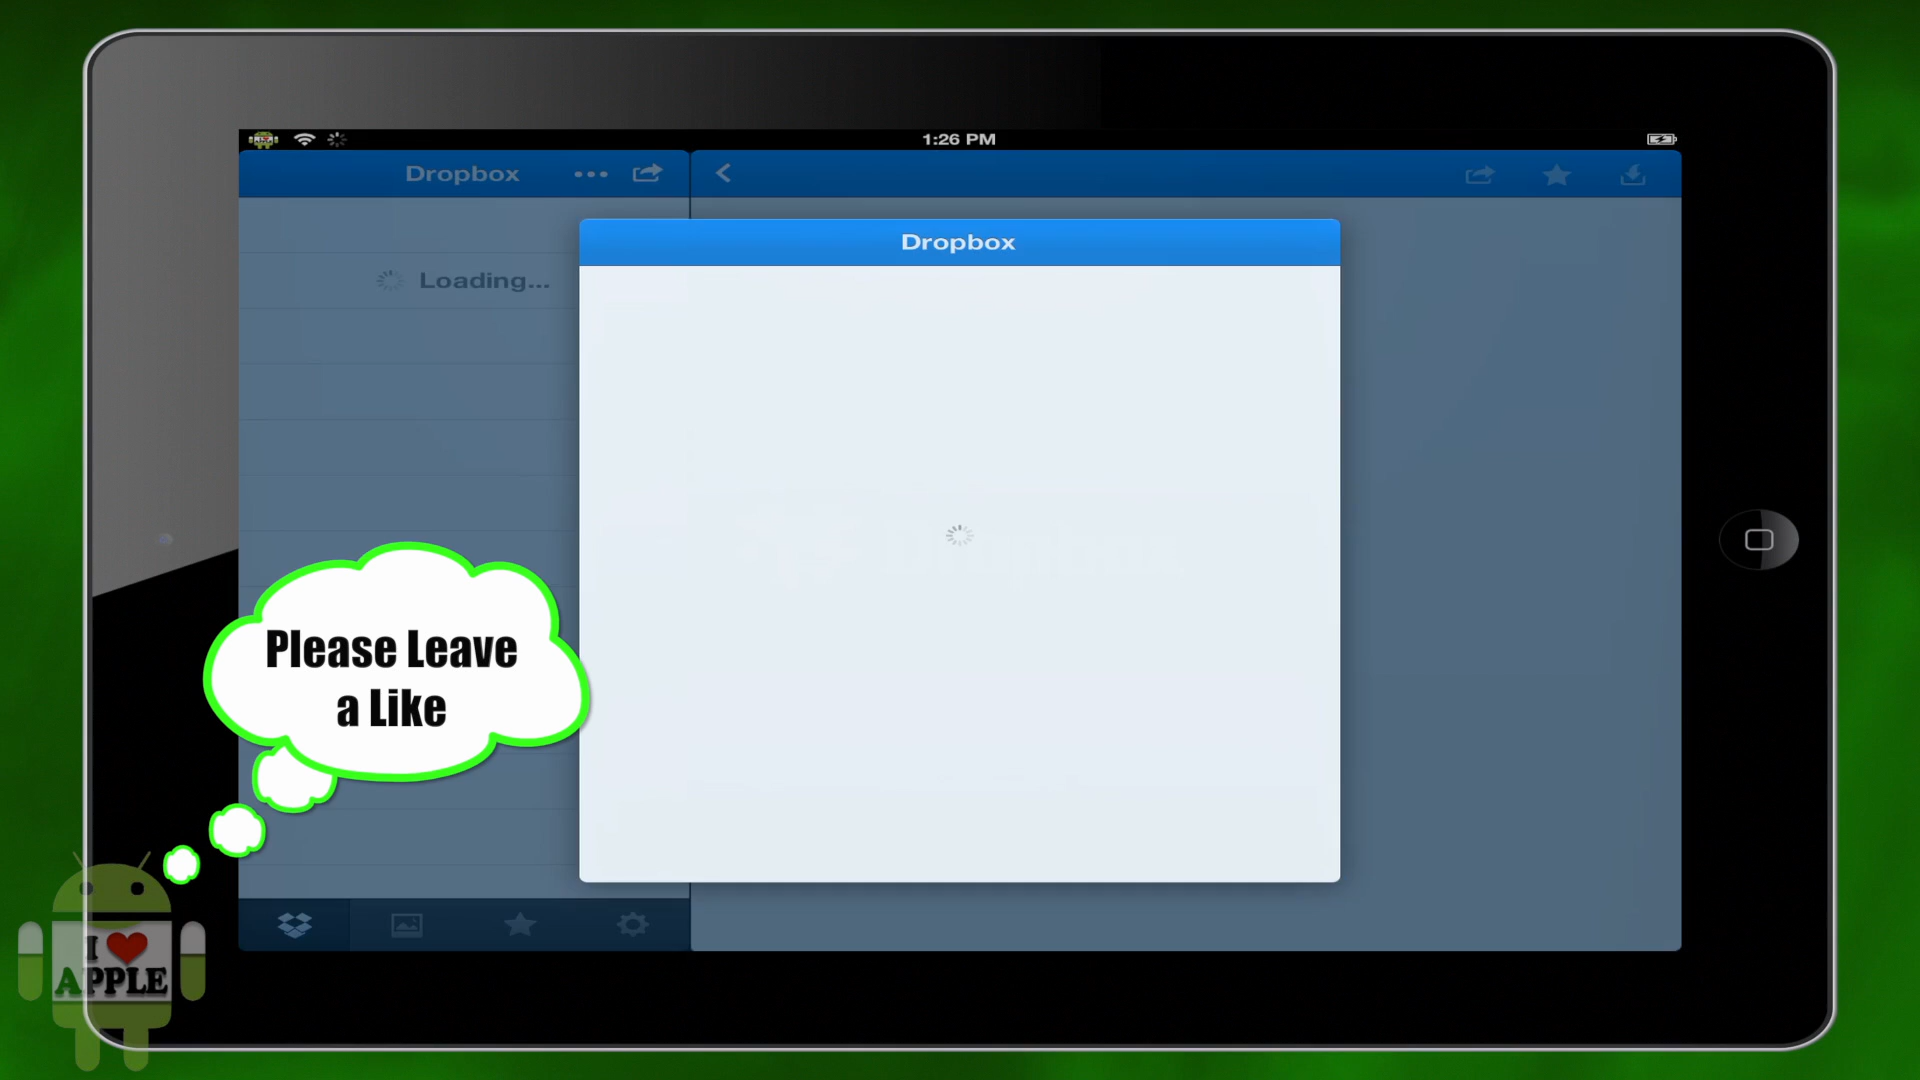 1:26 PM
Dropbox
Dropbox
Loading...
Please Leave
a Like
I
APPLE